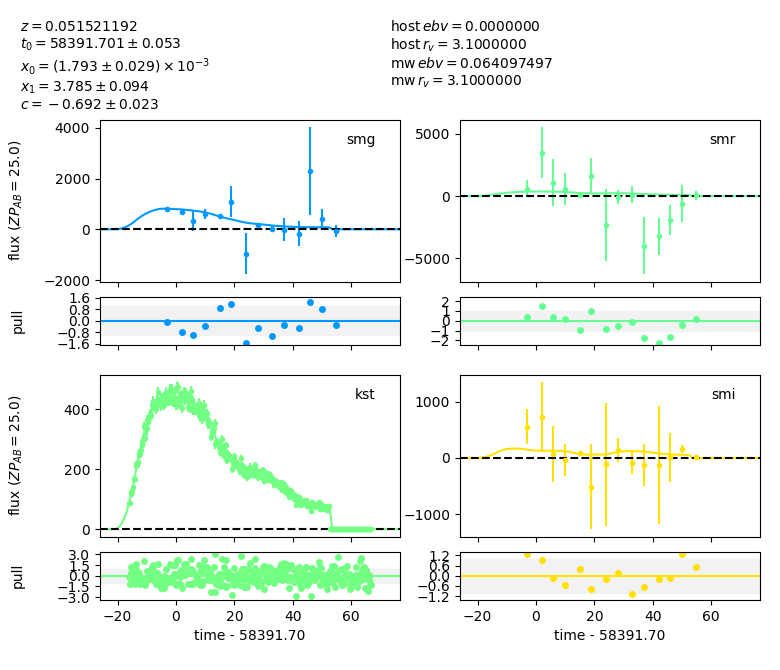 z = 0.051521192
t₀ = 58391.701 ± 0.053
x₀ = (1.793 ± 0.029) × 10⁻³
x₁ = 3.785 ± 0.094
c = −0.692 ± 0.023
host ebv = 0.0000000
host r_v = 3.1000000
mw ebv = 0.064097497
mw r_v = 3.1000000
flux (ZP_AB = 25.0)
4000
2000
0
−2000
smg
5000
0
−5000
smr
pull
1.6
0.8
0.0
−0.8
−1.6
2
1
0
−1
−2
flux (ZP_AB = 25.0)
400
200
0
kst
1000
0
−1000
smi
pull
3.0
1.5
0.0
−1.5
−3.0
1.2
0.6
0.0
−0.6
−1.2
−20 0 20 40 60
−20 0 20 40 60
time - 58391.70
time - 58391.70